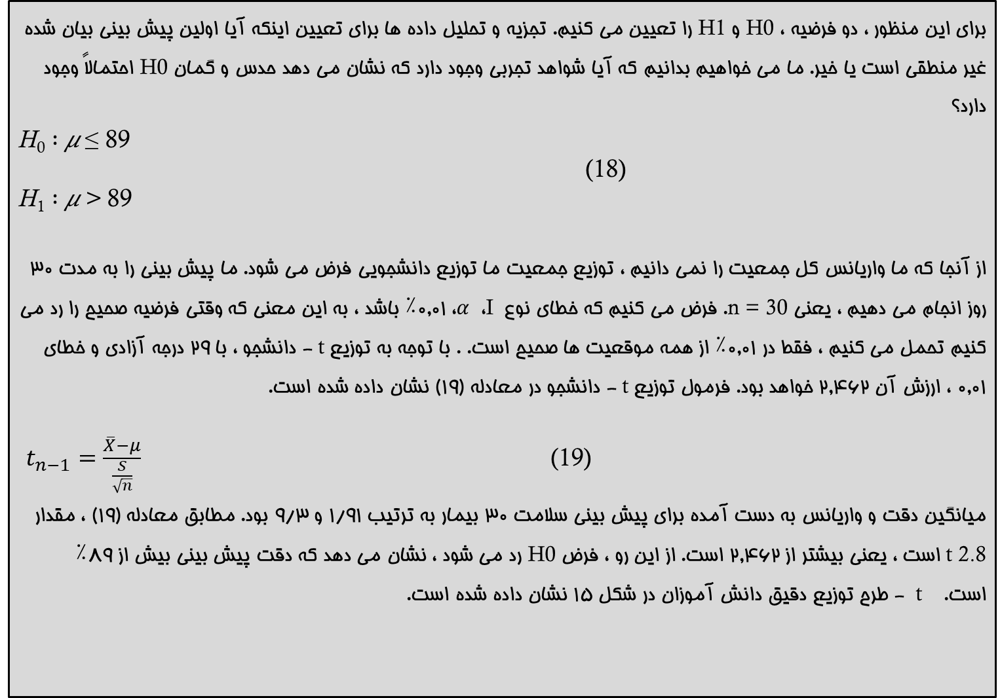 برای این منظور ، دو فرضیه ، H0 و H1 را تعیین می کنیم. تجزیه و تحلیل داده ها برای تعیین اینکه آیا اولین پیش بینی بیان شده
غیر منطقی است یا خیر. ما می خواهیم بدانیم که آیا شواهد تجربی وجود دارد که نشان می دهد حدس و گمان H0 احتمالاً وجود
دارد؟
H₀ : μ ≤ 89
(18)
H₁ : μ > 89
از آنجا که ما واریانس کل جمعیت را نمی دانیم ، توزیع جمعیت ما توزیع دانشجویی فرض می شود. ما پیش بینی را به مدت ۳۰
روز انجام می دهیم ، یعنی n = 30. فرض می کنیم که خطای نوع I، α، ۰,۰۱٪ باشد ، به این معنی که وقتی فرضیه صحیح را رد می
کنیم تحمل می کنیم ، فقط در ۰,۰۱٪ از همه موقعیت ها صحیح است. . با توجه به توزیع t - دانشجو ، با ۲۹ درجه آزادی و خطای
۰,۰۱ ، ارزش آن ۲,۴۶۲ خواهد بود. فرمول توزیع t - دانشجو در معادله (۱۹) نشان داده شده است.
t_{n−1} = (X̄−μ)/(S/√n) (19)
میانگین دقت و واریانس به دست آمده برای پیش بینی سلامت ۳۰ بیمار به ترتیب ۱/۹۱ و ۹/۳ بود. مطابق معادله (۱۹) ، مقدار
t 2.8 است ، یعنی بیشتر از ۲,۴۶۲ است. از این رو ، فرض H0 رد می شود ، نشان می دهد که دقت پیش بینی بیش از ۸۹٪
است. t - طرح توزیع دقیق دانش آموزان در شکل ۱۵ نشان داده شده است.